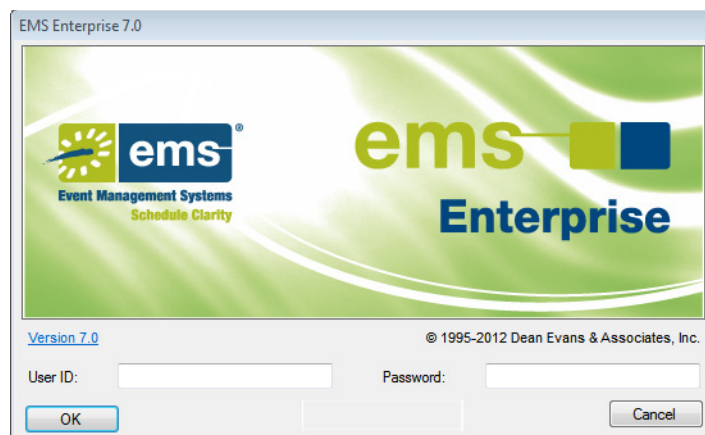 EMS Enterprise 7.0
ems®
Event Management Systems
Schedule Clarity
ems
Enterprise
Version 7.0
© 1995-2012 Dean Evans & Associates, Inc.
User ID:
Password:
OK
Cancel